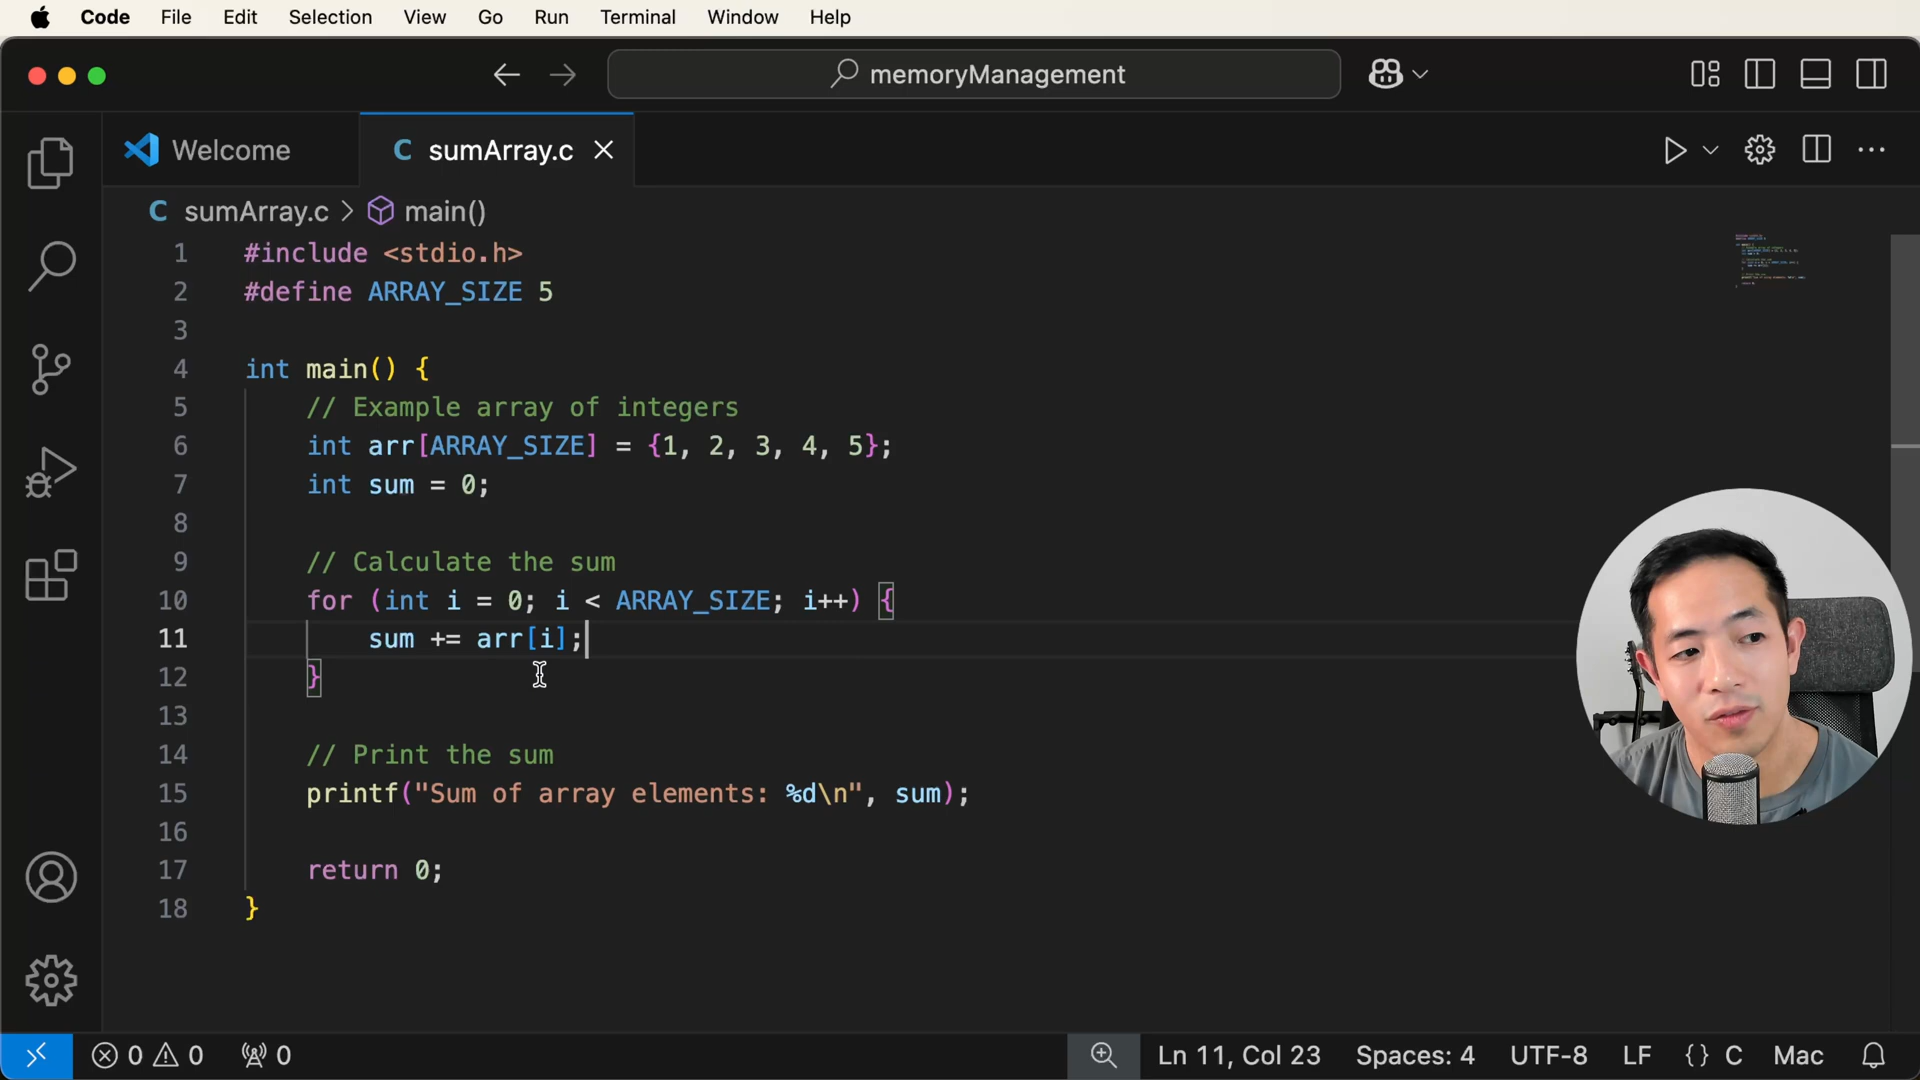 Code File Edit Selection View Go Run Terminal Window Help
memoryManagement
Welcome
C sumArray.c
C sumArray.c > main()
1 #include <stdio.h>
2 #define ARRAY_SIZE 5
3
4 int main() {
5 // Example array of integers
6 int arr[ARRAY_SIZE] = {1, 2, 3, 4, 5};
7 int sum = 0;
8
9 // Calculate the sum
10 for (int i = 0; i < ARRAY_SIZE; i++) {
11 sum += arr[i];
12 }
13
14 // Print the sum
15 printf("Sum of array elements: %d\n", sum);
16
17 return 0;
18 }
0 0 0 Ln 11, Col 23 Spaces: 4 UTF-8 LF {} C Mac